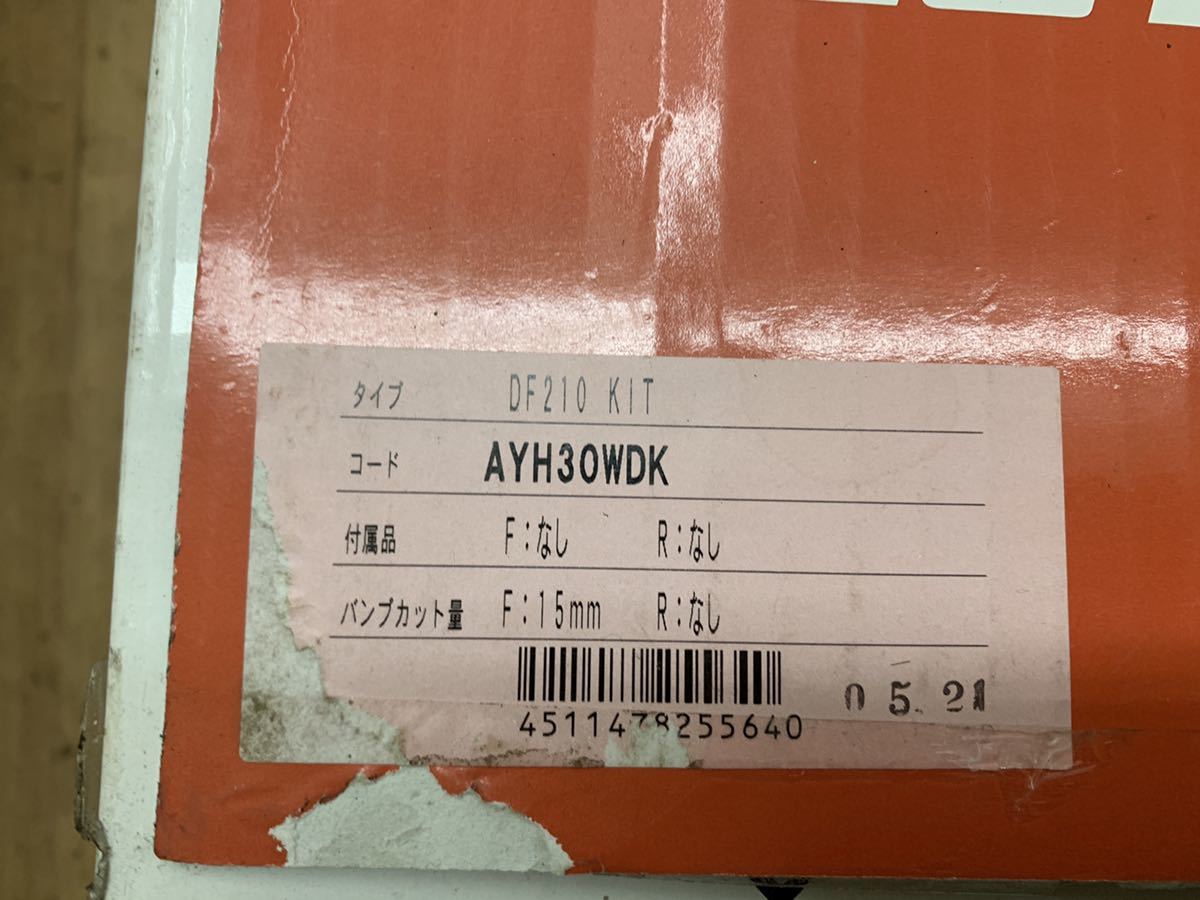 タイプ DF210 KIT
コード AYH30WDK
付属品 F:なし R:なし
バンプカット量 F:15mm R:なし
4511478255640
05.21